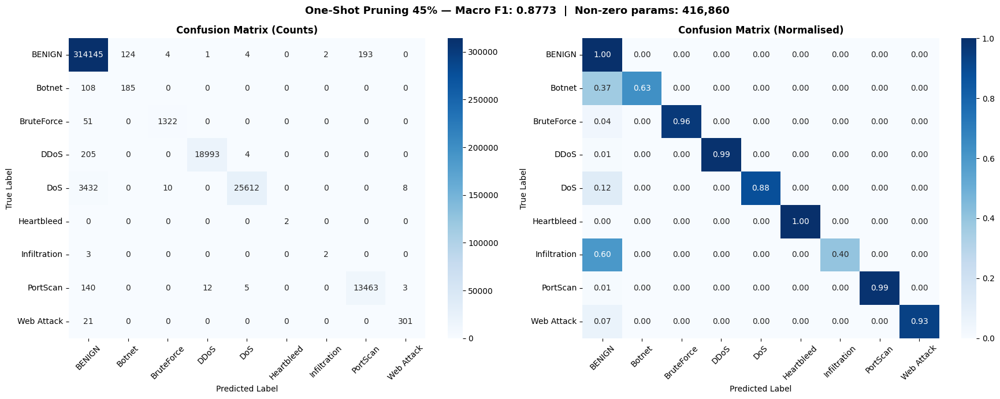 One-Shot Pruning 45% — Macro F1: 0.8773 | Non-zero params: 416,860
Confusion Matrix (Counts)
True Label
BENIGN 314145 124 4 1 4 0 2 193 0
Botnet 108 185 0 0 0 0 0 0 0
BruteForce 51 0 1322 0 0 0 0 0 0
DDoS 205 0 0 18993 4 0 0 0 0
DoS 3432 0 10 0 25612 0 0 0 8
Heartbleed 0 0 0 0 0 2 0 0 0
Infiltration 3 0 0 0 0 0 2 0 0
PortScan 140 0 0 12 5 0 0 13463 3
Web Attack 21 0 0 0 0 0 0 0 301
BENIGN Botnet BruteForce DDoS DoS Heartbleed Infiltration PortScan Web Attack
Predicted Label
300000
250000
200000
150000
100000
50000
0
Confusion Matrix (Normalised)
True Label
BENIGN 1.00 0.00 0.00 0.00 0.00 0.00 0.00 0.00 0.00
Botnet 0.37 0.63 0.00 0.00 0.00 0.00 0.00 0.00 0.00
BruteForce 0.04 0.00 0.96 0.00 0.00 0.00 0.00 0.00 0.00
DDoS 0.01 0.00 0.00 0.99 0.00 0.00 0.00 0.00 0.00
DoS 0.12 0.00 0.00 0.00 0.88 0.00 0.00 0.00 0.00
Heartbleed 0.00 0.00 0.00 0.00 0.00 1.00 0.00 0.00 0.00
Infiltration 0.60 0.00 0.00 0.00 0.00 0.00 0.40 0.00 0.00
PortScan 0.01 0.00 0.00 0.00 0.00 0.00 0.00 0.99 0.00
Web Attack 0.07 0.00 0.00 0.00 0.00 0.00 0.00 0.00 0.93
BENIGN Botnet BruteForce DDoS DoS Heartbleed Infiltration PortScan Web Attack
Predicted Label
1.0
0.8
0.6
0.4
0.2
0.0